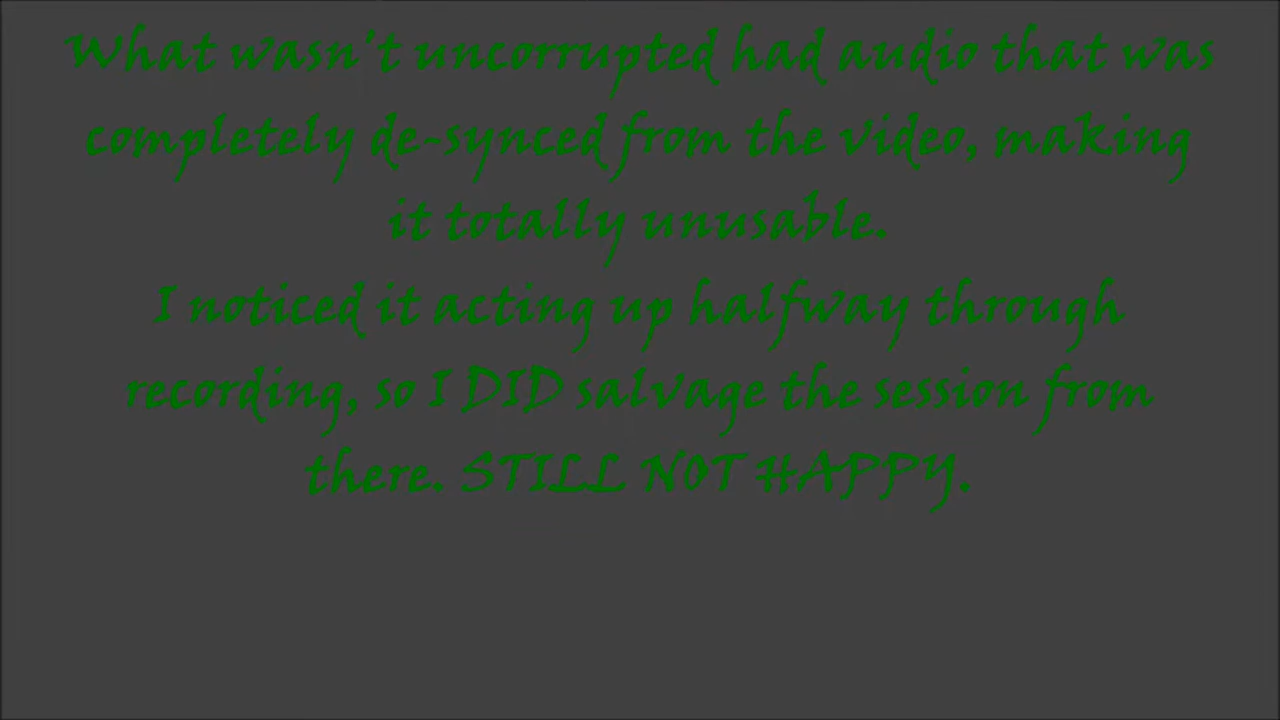 What wasn't uncorrupted had audio that was
completely de-synced from the video, making
it totally unusable.
I noticed it acting up halfway through
recording, so I DID salvage the session from
there. STILL NOT HAPPY.